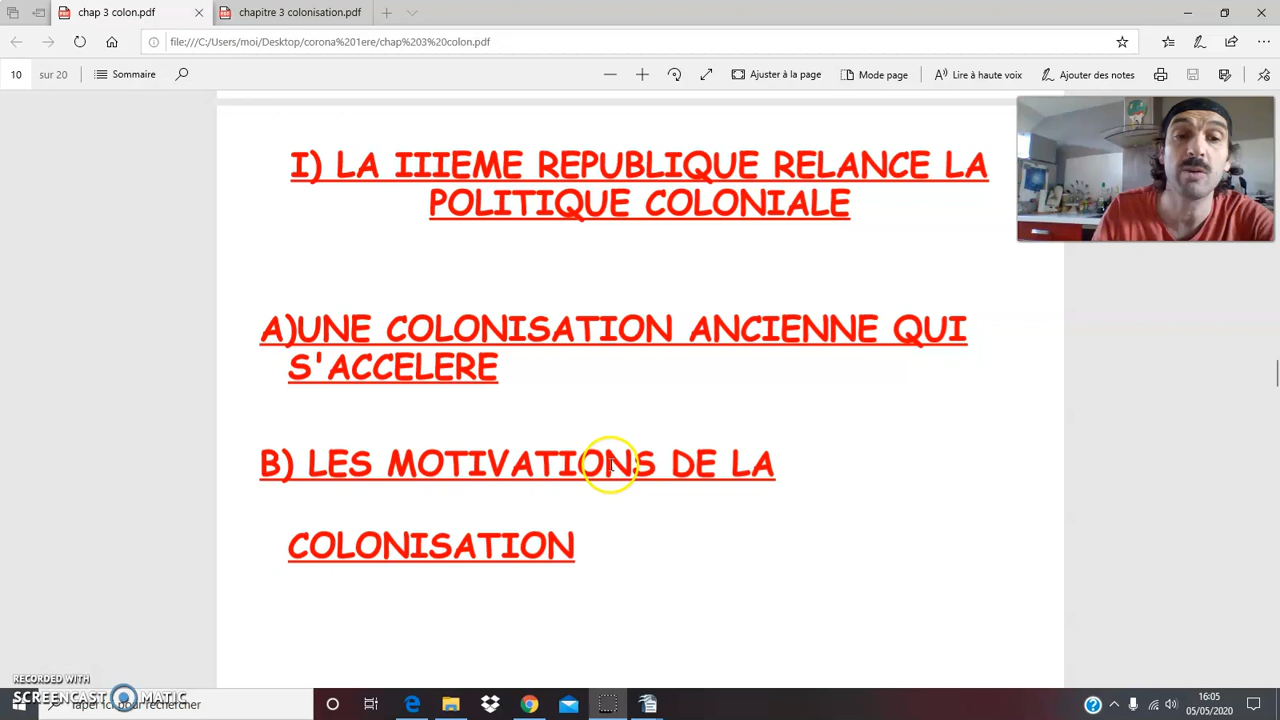 chap 3 colon.pdf
chapitre 3 colonisation.pdf
file:///C:/Users/moi/Desktop/corona%201ere/chap%203%20colon.pdf
10 sur 20 Sommaire Ajuster à la page Mode page Lire à haute voix Ajouter des notes
I) LA IIIEME REPUBLIQUE RELANCE LA
POLITIQUE COLONIALE
A)UNE COLONISATION ANCIENNE QUI
S'ACCELERE
B) LES MOTIVATIONS DE LA
COLONISATION
RECORDED WITH
SCREENCAST MATIC
ici pour rechercher
16:05
05/05/2020